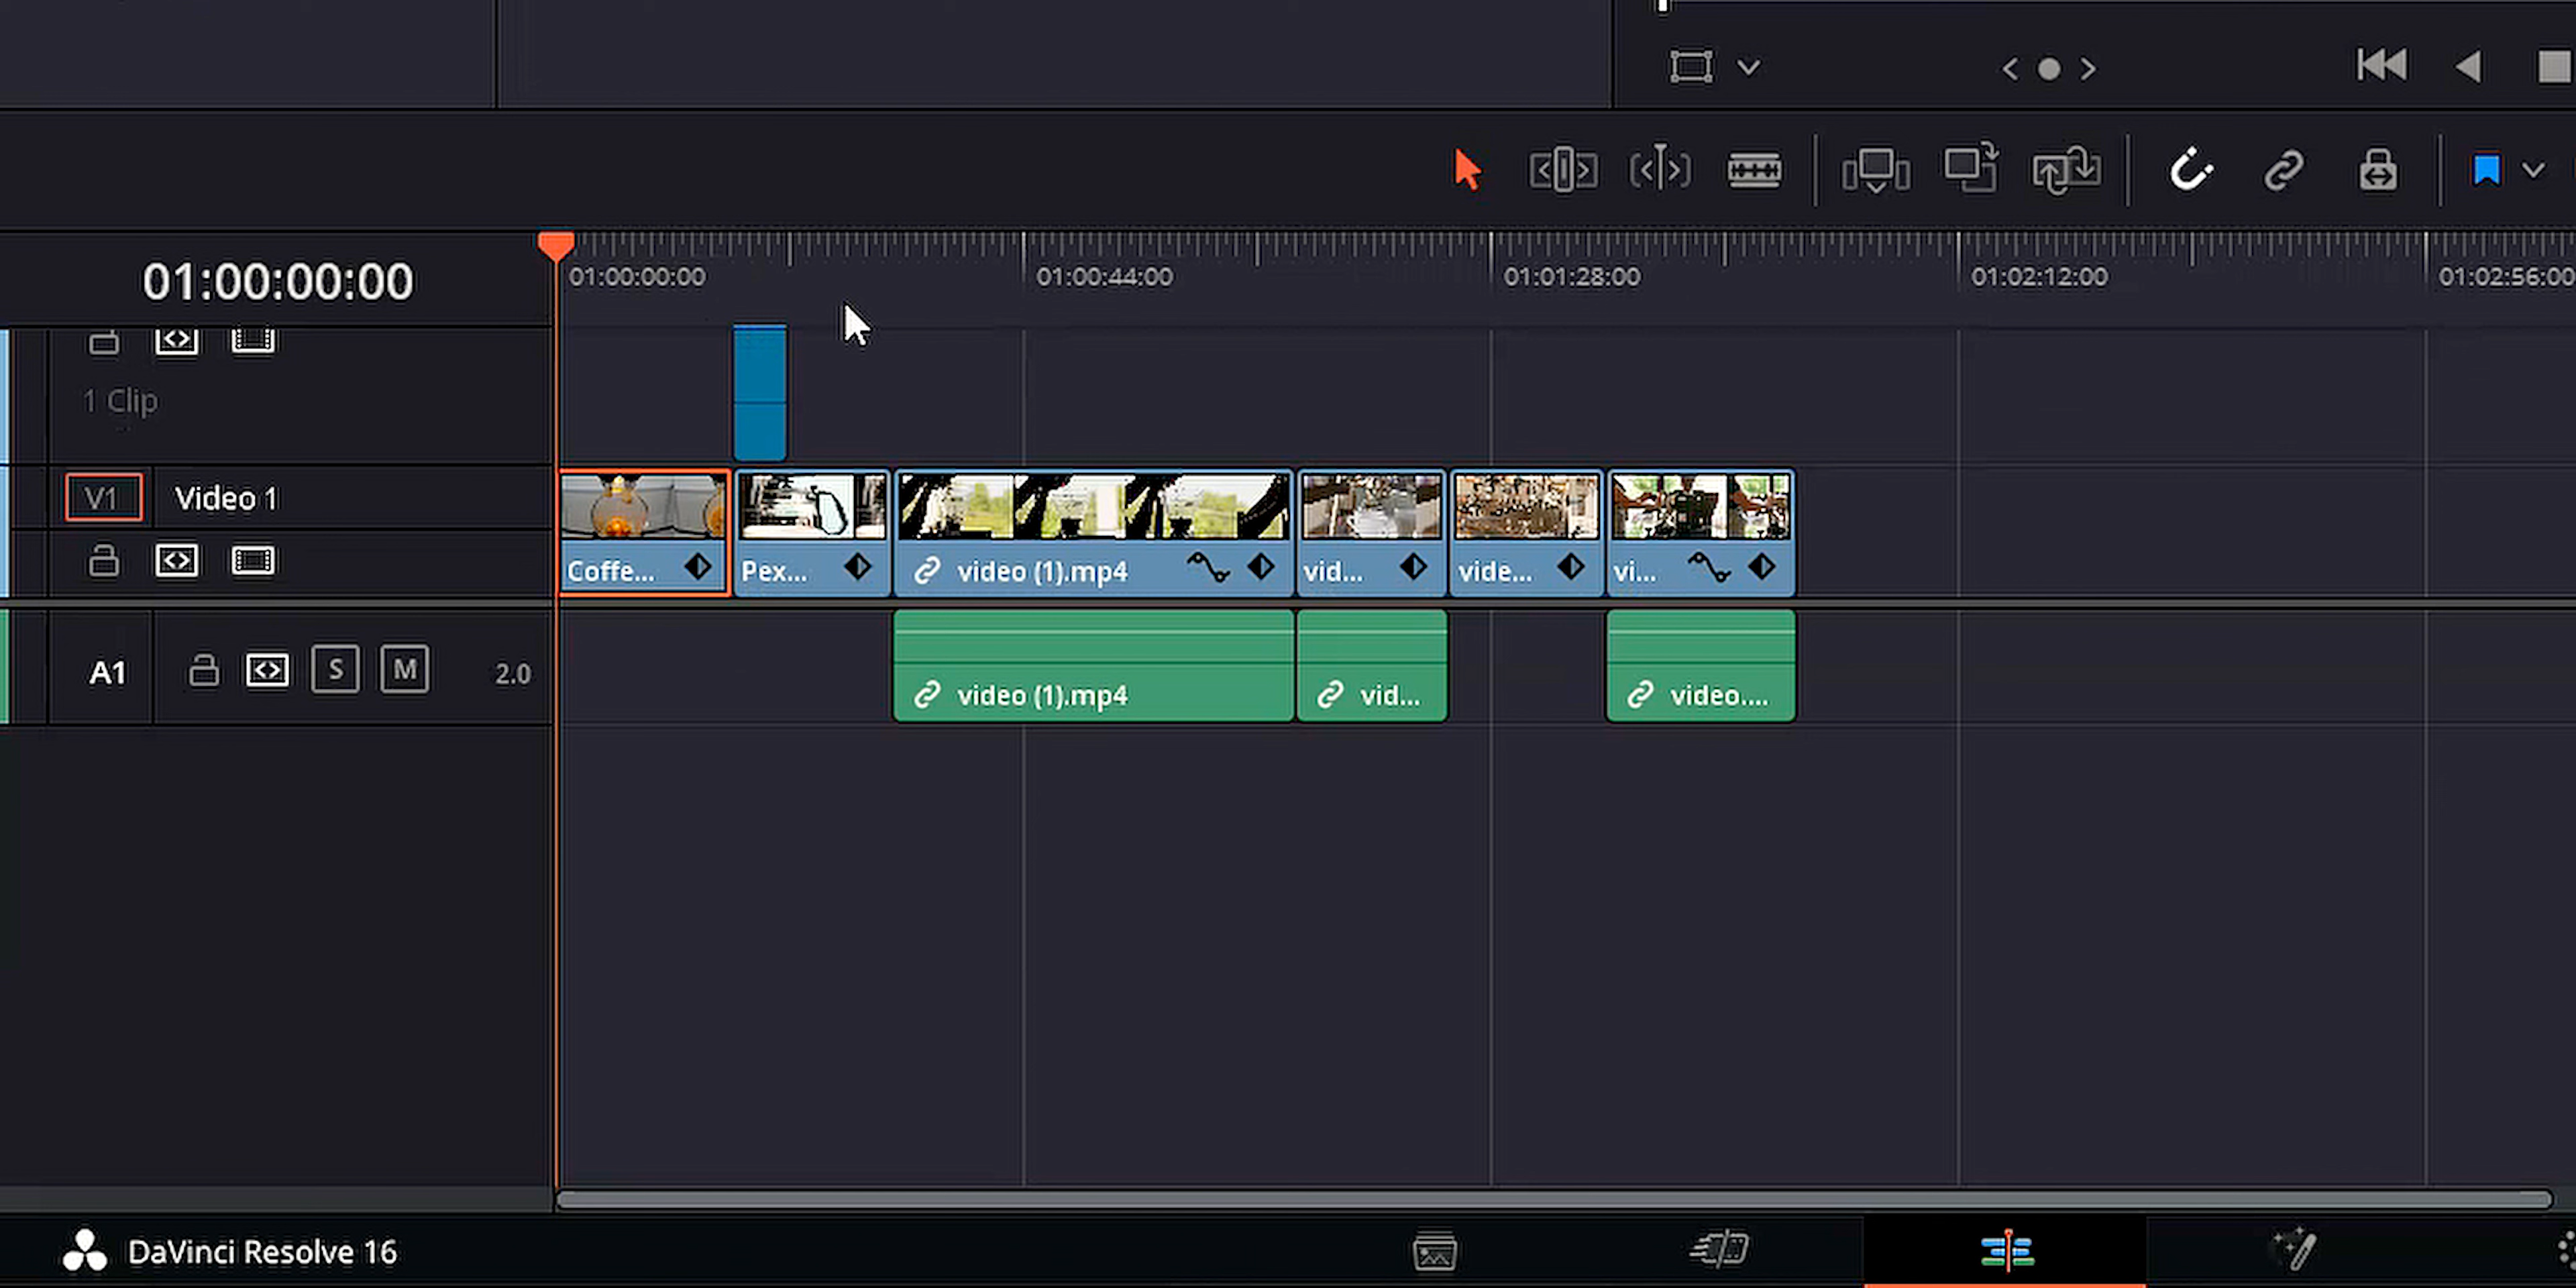 01:00:00:00
01:00:00:00 01:00:44:00 01:01:28:00 01:02:12:00 01:02:56:00
1 Clip
V1 Video 1
Coffe... Pex... video (1).mp4 vid... vide... vi...
A1 S M 2.0
video (1).mp4 vid... video....
DaVinci Resolve 16